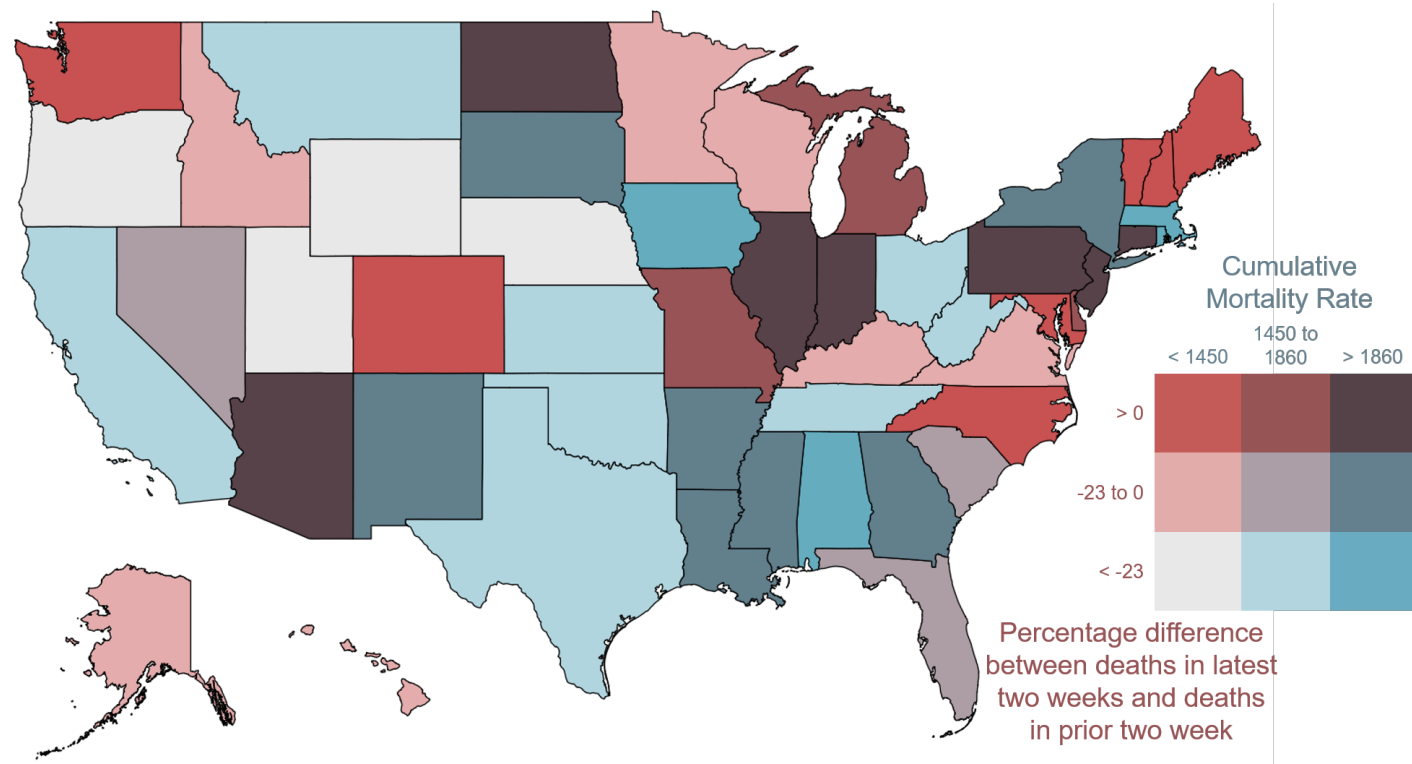 Cumulative
Mortality Rate
1450 to
< 1450 1860 > 1860
> 0
-23 to 0
< -23
Percentage difference
between deaths in latest
two weeks and deaths
in prior two week